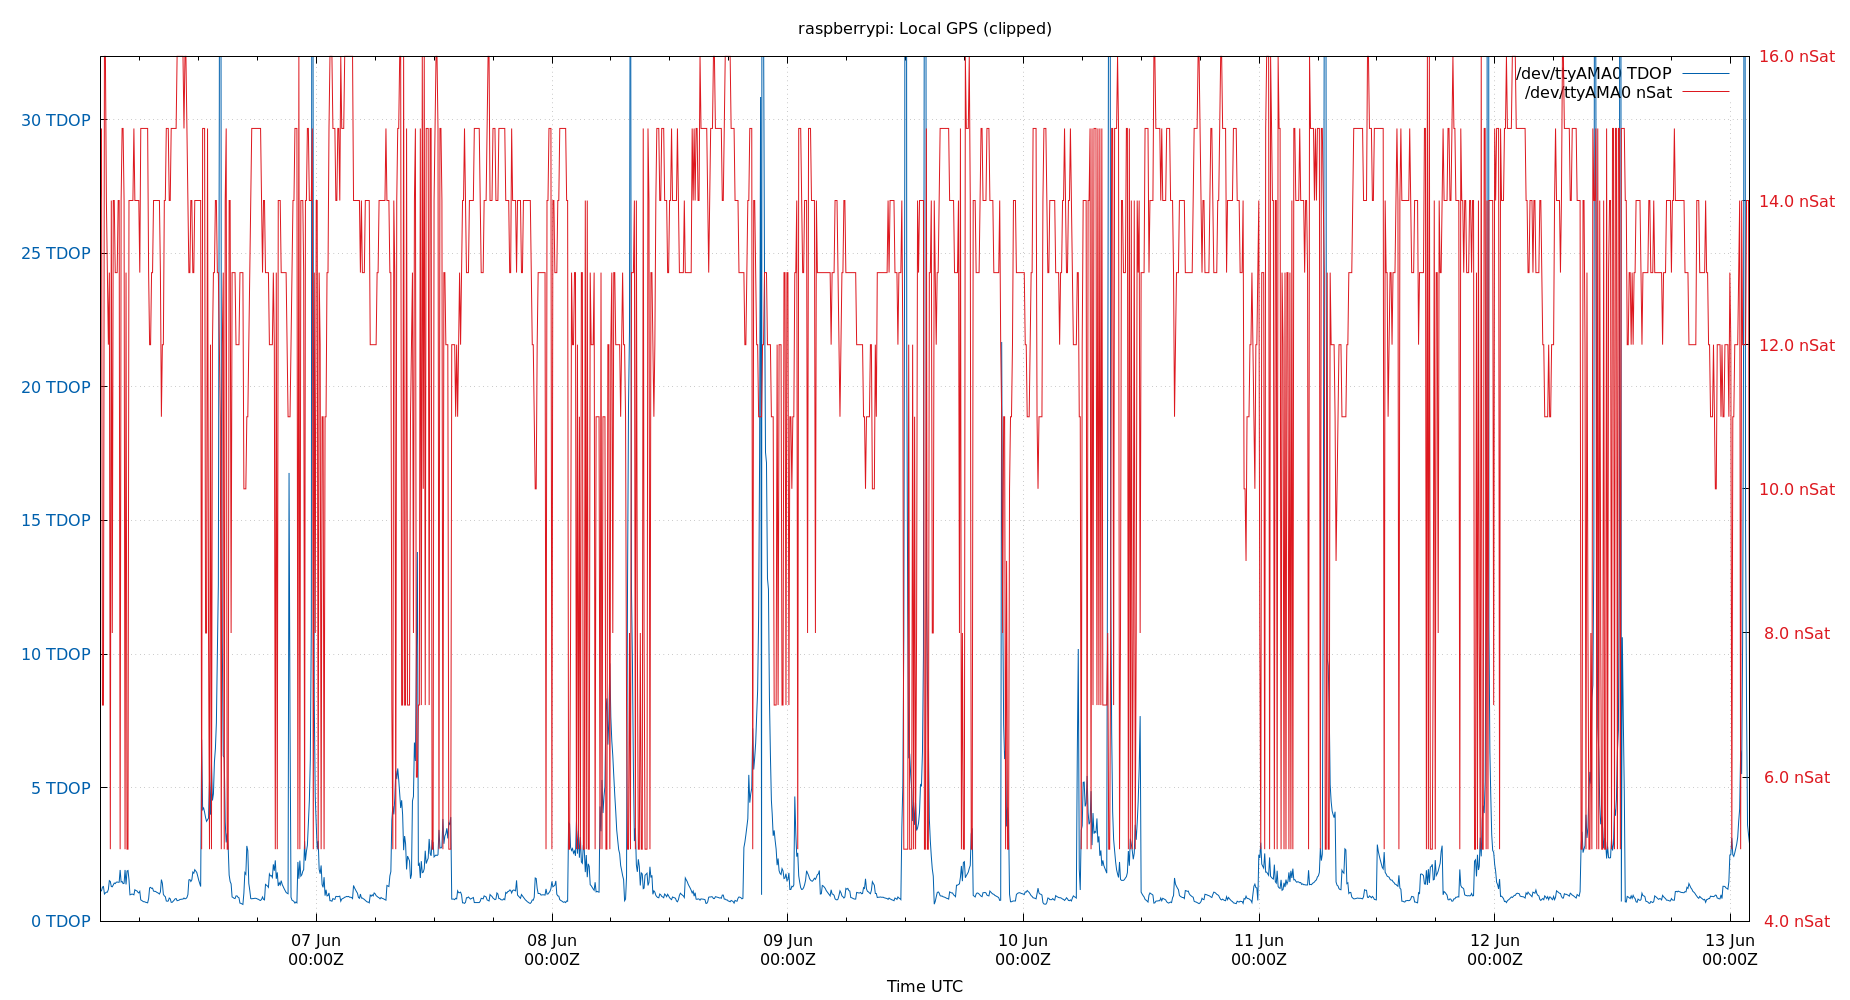 raspberrypi: Local GPS (clipped)
16.0 nSat
/dev/ttyAMA0 TDOP
/dev/ttyAMA0 nSat
30 TDOP
14.0 nSat
25 TDOP
12.0 nSat
20 TDOP
10.0 nSat
15 TDOP
8.0 nSat
10 TDOP
6.0 nSat
5 TDOP
4.0 nSat
0 TDOP
07 Jun 08 Jun 09 Jun 10 Jun 11 Jun 12 Jun 13 Jun
00:00Z 00:00Z 00:00Z 00:00Z 00:00Z 00:00Z 00:00Z
Time UTC